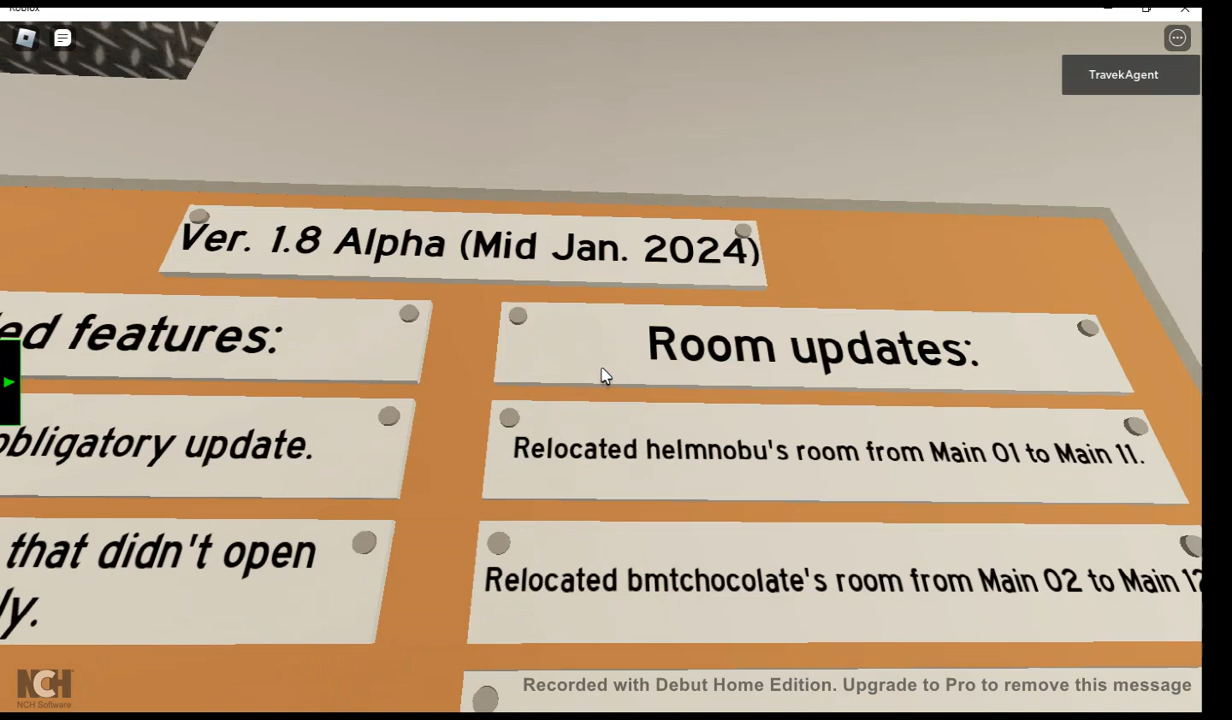 Roblox
TravekAgent
Ver. 1.8 Alpha (Mid Jan. 2024)
ed features:
Room updates:
obligatory update.
Relocated helmnobu's room from Main 01 to Main 11.
that didn't open
ly.
Relocated bmtchocolate's room from Main 02 to Main 12
NCH
NCH Software
Recorded with Debut Home Edition. Upgrade to Pro to remove this message